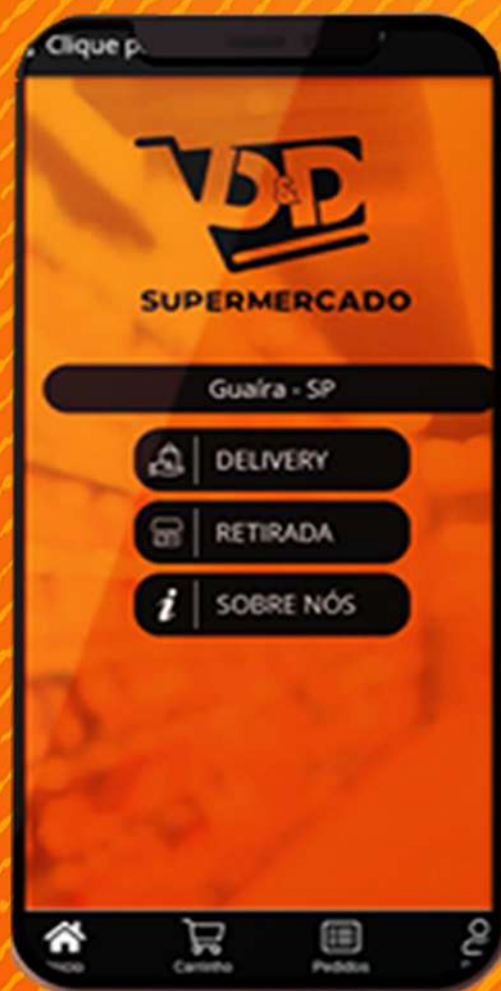 Clique p
D&D
SUPERMERCADO
Guaíra - SP
DELIVERY
RETIRADA
SOBRE NÓS
Carrinho
Pedidos